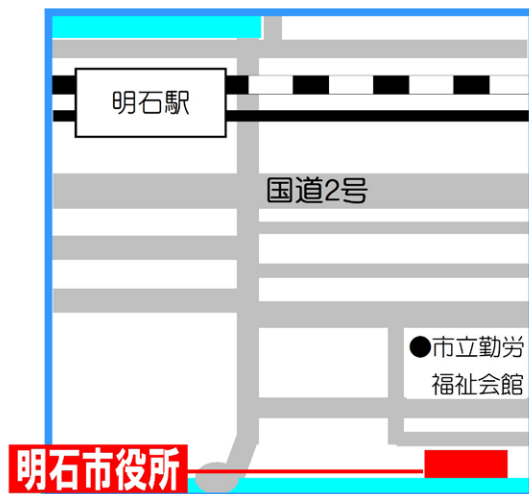 明石駅
国道2号
●市立勤労
福祉会館
明石市役所